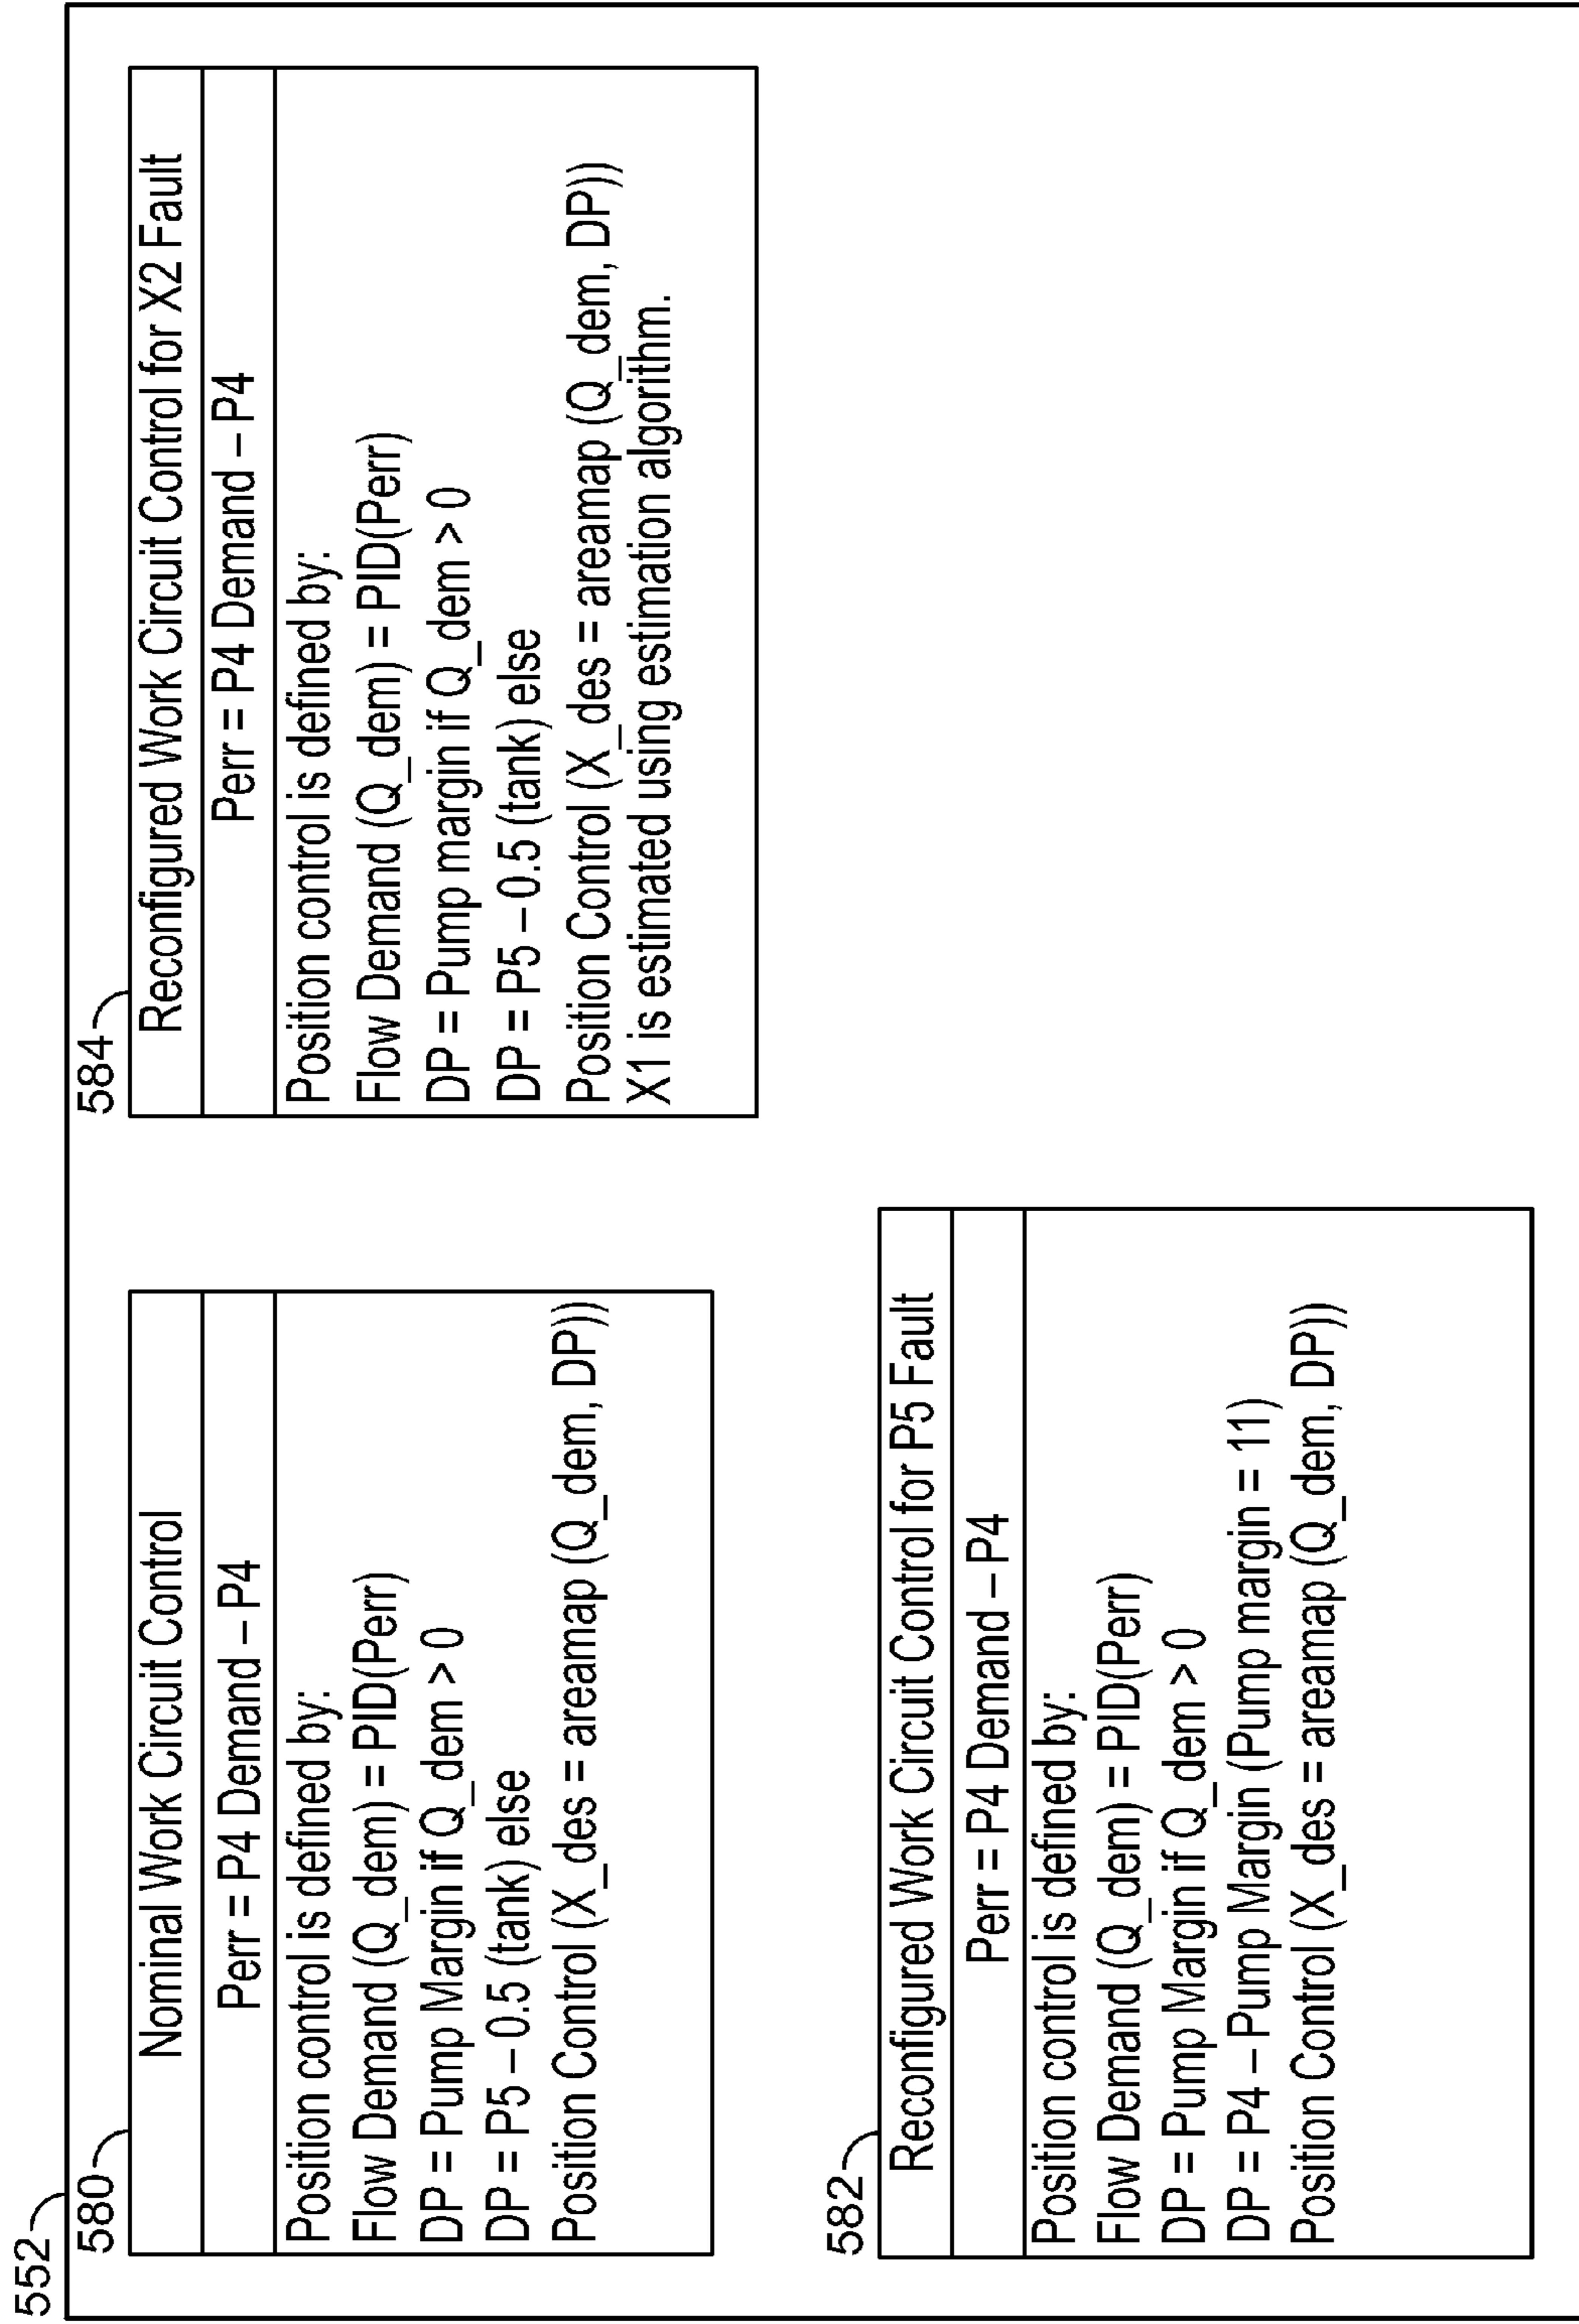 552
580
Nominal Work Circuit Control
Perr = P4 Demand – P4
Position control is defined by:
Flow Demand (Q_dem) = PID(Perr)
DP = Pump Margin if Q_dem > 0
DP = P5 – 0.5 (tank) else
Position Control (X_des = areamap (Q_dem, DP))
584
Reconfigured Work Circuit Control for X2 Fault
Perr = P4 Demand – P4
Position control is defined by:
Flow Demand (Q_dem) = PID(Perr)
DP = Pump margin if Q_dem > 0
DP = P5 – 0.5 (tank) else
Position Control (X_des = areamap (Q_dem, DP))
X1 is estimated using estimation algorithm.
582
Reconfigured Work Circuit Control for P5 Fault
Perr = P4 Demand – P4
Position control is defined by:
Flow Demand (Q_dem) = PID(Perr)
DP = Pump Margin if Q_dem > 0
DP = P4 – Pump Margin (Pump margin = 11)
Position Control (X_des = areamap (Q_dem, DP))